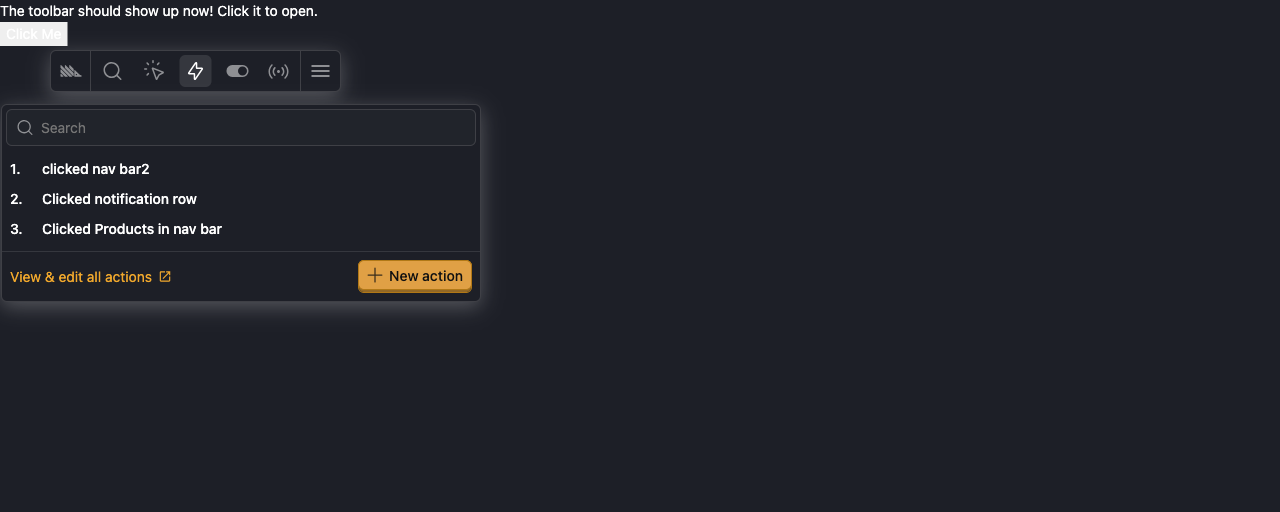 The toolbar should show up now! Click it to open.
Click Me
Search
1. clicked nav bar2
2. Clicked notification row
3. Clicked Products in nav bar
View & edit all actions
New action